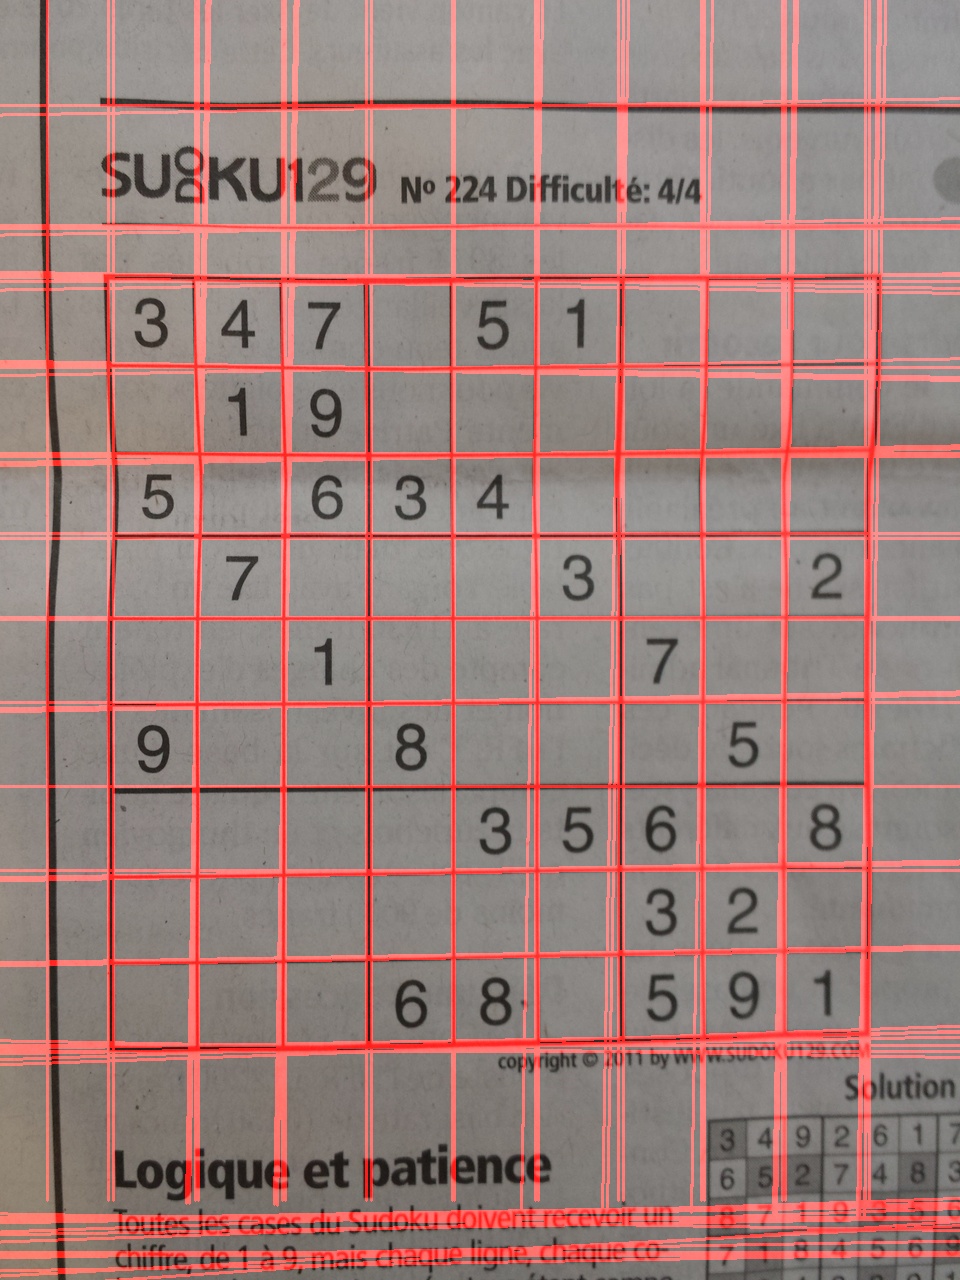 SUDOKU129 Nº 224 Difficulté: 4/4
3 4 7 5 1
1 9
5 6 3 4
7 3 2
1 7
9 8 5
3 5 6 8
3 2
6 8 5 9 1
copyright © 2011 by WWW.SUDOKU129.COM
Solution
3 4 9 2 6 1 7
6 5 2 7 4 8
8 7 1 9 3 5 6
7 1 8 4 5 6
Logique et patience
Toutes les cases du Sudoku doivent recevoir un
chiffre, de 1 à 9, mais chaque ligne, chaque co-